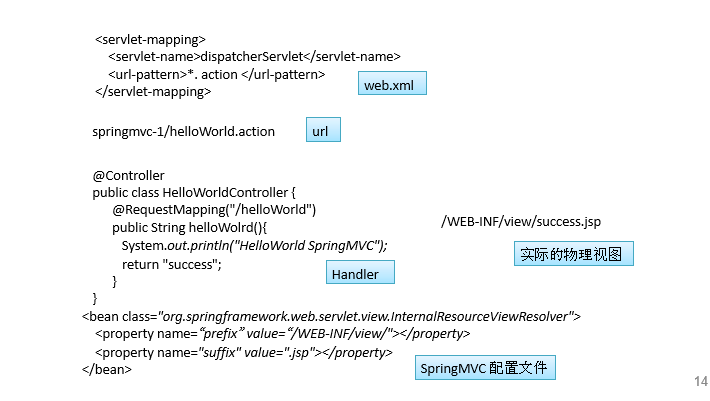 <servlet-mapping>
<servlet-name>dispatcherServlet</servlet-name>
<url-pattern>*. action </url-pattern>
</servlet-mapping>
web.xml
springmvc-1/helloWorld.action
url
@Controller
public class HelloWorldController {
@RequestMapping("/helloWorld")
public String helloWolrd(){
System.out.println("HelloWorld SpringMVC");
return "success";
}
}
Handler
/WEB-INF/view/success.jsp
实际的物理视图
<bean class="org.springframework.web.servlet.view.InternalResourceViewResolver">
<property name=“prefix” value=“/WEB-INF/view/"></property>
<property name="suffix" value=".jsp"></property>
</bean>
SpringMVC 配置文件
14